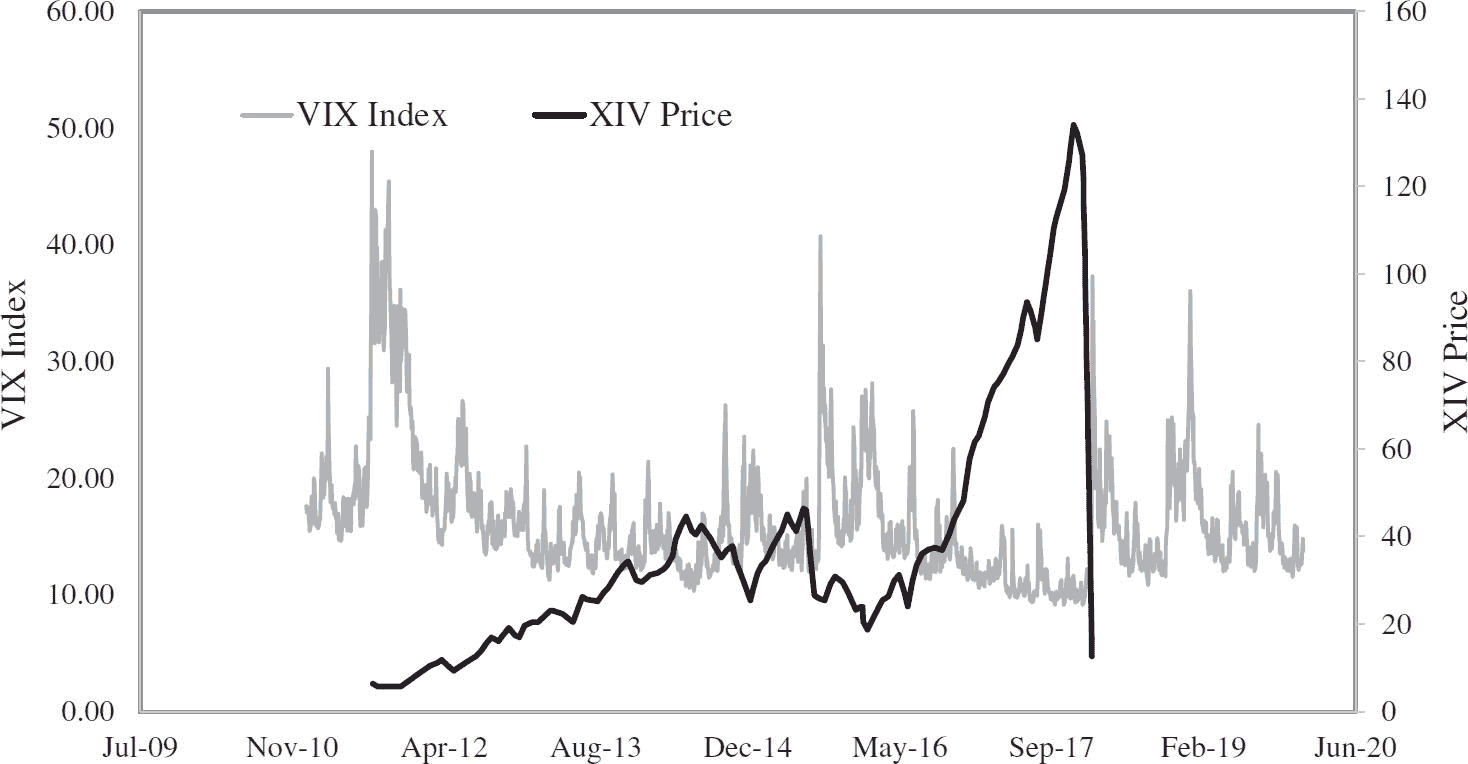 60.00
50.00
40.00
30.00
20.00
10.00
0.00
VIX Index
VIX Index
XIV Price
160
140
120
100
80
60
40
20
0
XIV Price
Jul-09
Nov-10
Apr-12
Aug-13
Dec-14
May-16
Sep-17
Feb-19
Jun-20